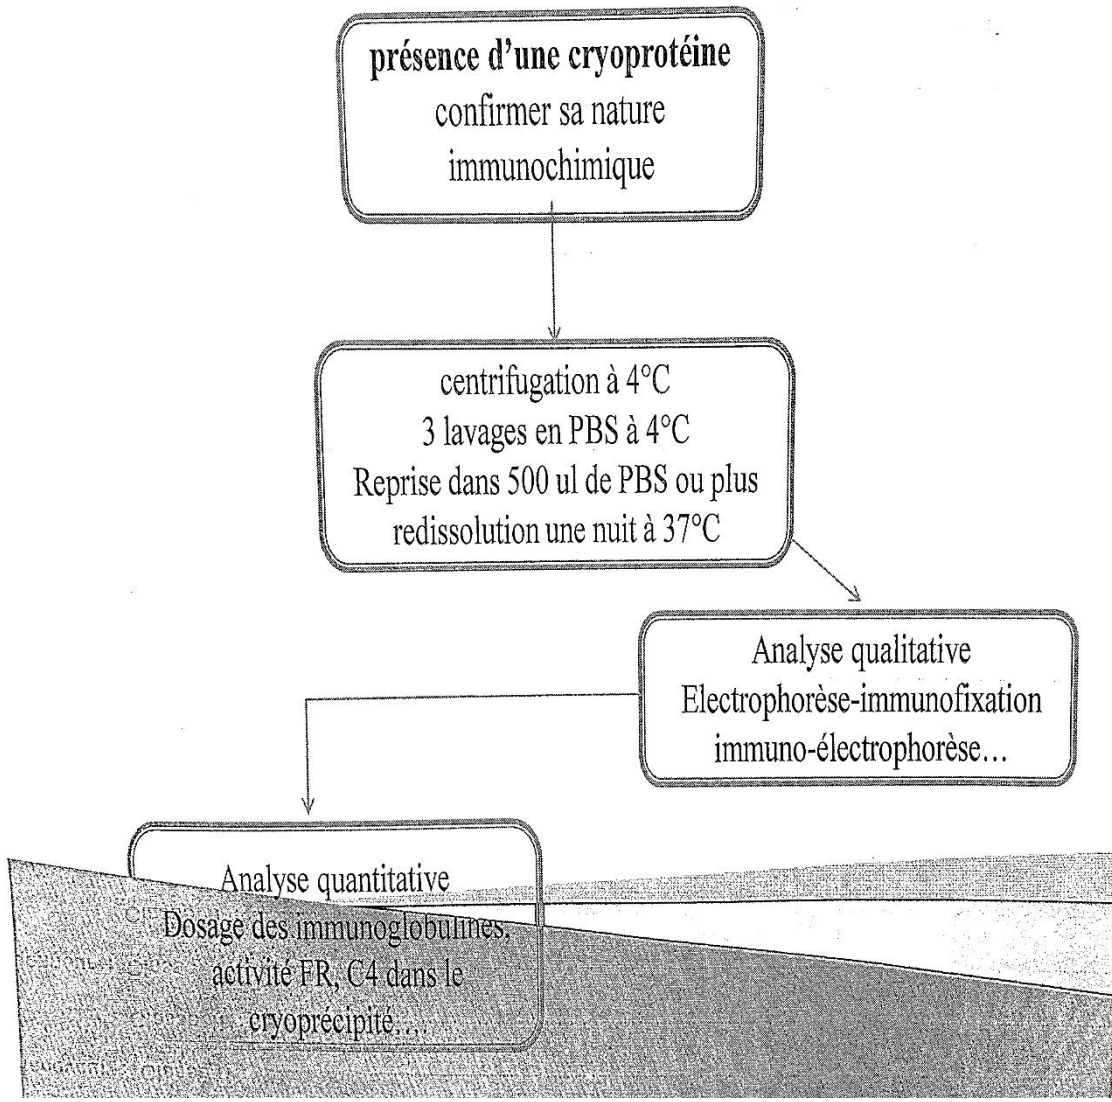 présence d'une cryoprotéine
confirmer sa nature
immunochimique
centrifugation à 4°C
3 lavages en PBS à 4°C
Reprise dans 500 ul de PBS ou plus
redissolution une nuit à 37°C
Analyse qualitative
Electrophorèse-immunofixation
immuno-électrophorèse…
Analyse quantitative
Dosage des immunoglobulines,
activité FR, C4 dans le
cryoprécipité….